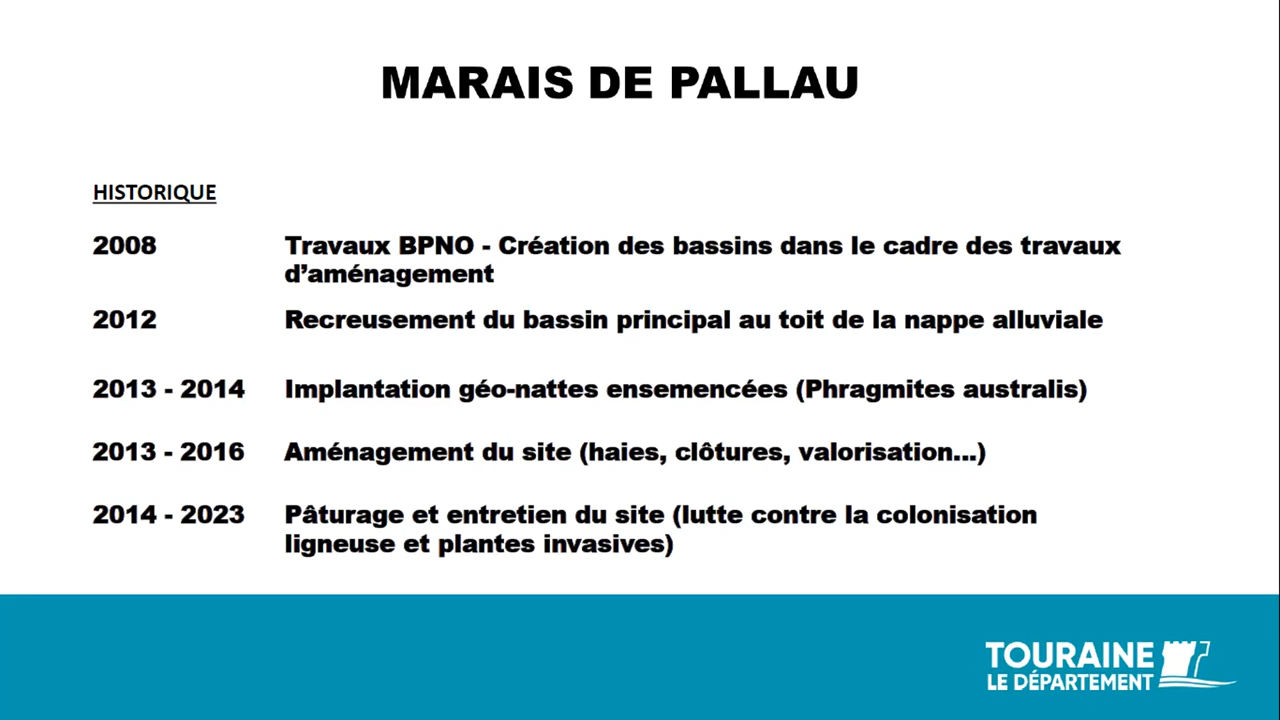 MARAIS DE PALLAU
HISTORIQUE
2008 Travaux BPNO - Création des bassins dans le cadre des travaux
d’aménagement
2012 Recreusement du bassin principal au toit de la nappe alluviale
2013 - 2014 Implantation géo-nattes ensemencées (Phragmites australis)
2013 - 2016 Aménagement du site (haies, clôtures, valorisation...)
2014 - 2023 Pâturage et entretien du site (lutte contre la colonisation
ligneuse et plantes invasives)
TOURAINE
LE DÉPARTEMENT